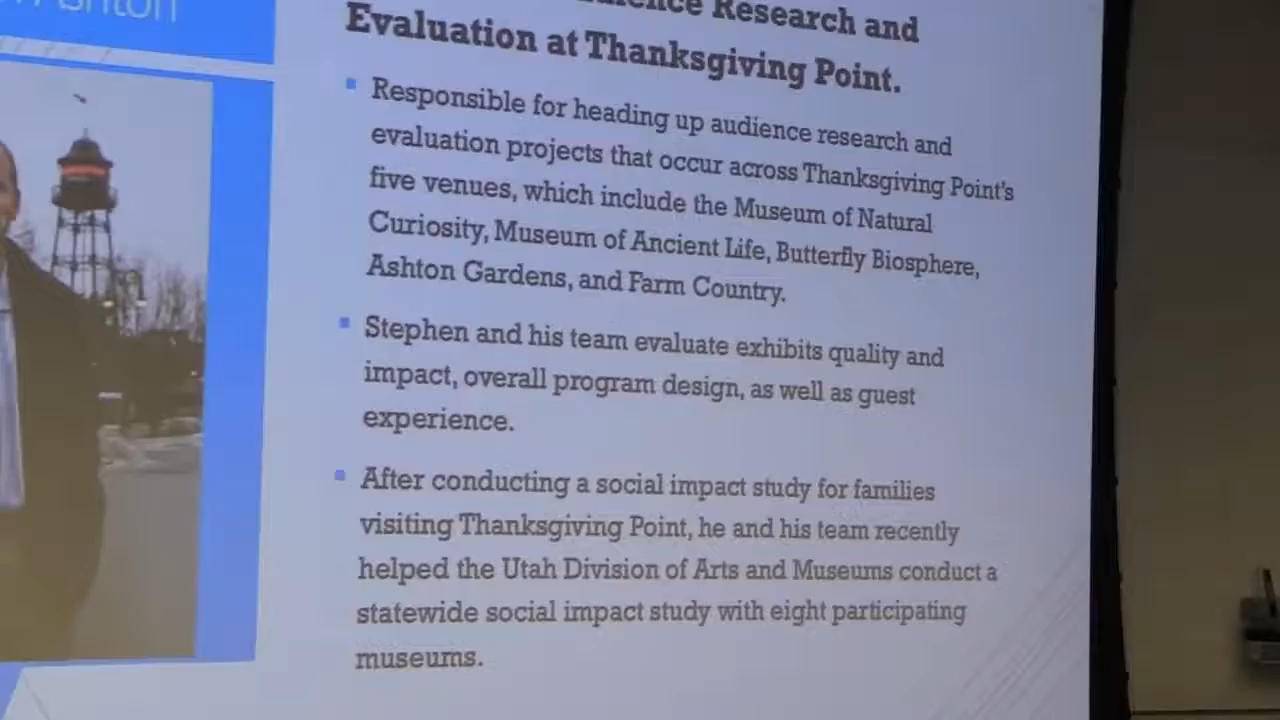 Ashton
Research and
Evaluation at Thanksgiving Point.
Responsible for heading up audience research and
evaluation projects that occur across Thanksgiving Point's
five venues, which include the Museum of Natural
Curiosity, Museum of Ancient Life, Butterfly Biosphere,
Ashton Gardens, and Farm Country.
Stephen and his team evaluate exhibits quality and
impact, overall program design, as well as guest
experience.
After conducting a social impact study for families
visiting Thanksgiving Point, he and his team recently
helped the Utah Division of Arts and Museums conduct a
statewide social impact study with eight participating
museums.